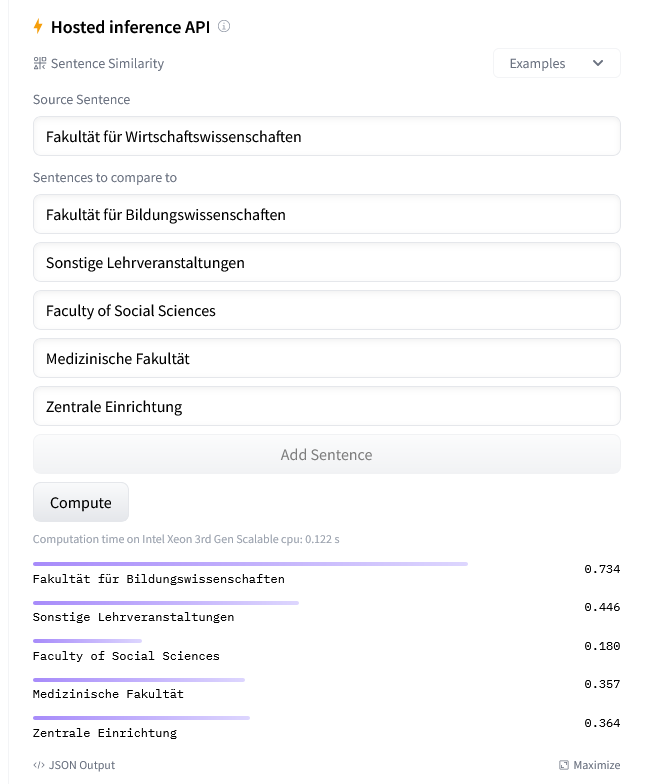 Hosted inference API
Sentence Similarity
Examples
Source Sentence
Fakultät für Wirtschaftswissenschaften
Sentences to compare to
Fakultät für Bildungswissenschaften
Sonstige Lehrveranstaltungen
Faculty of Social Sciences
Medizinische Fakultät
Zentrale Einrichtung
Add Sentence
Compute
Computation time on Intel Xeon 3rd Gen Scalable cpu: 0.122 s
0.734
Fakultät für Bildungswissenschaften
0.446
Sonstige Lehrveranstaltungen
0.180
Faculty of Social Sciences
0.357
Medizinische Fakultät
0.364
Zentrale Einrichtung
</> JSON Output
Maximize